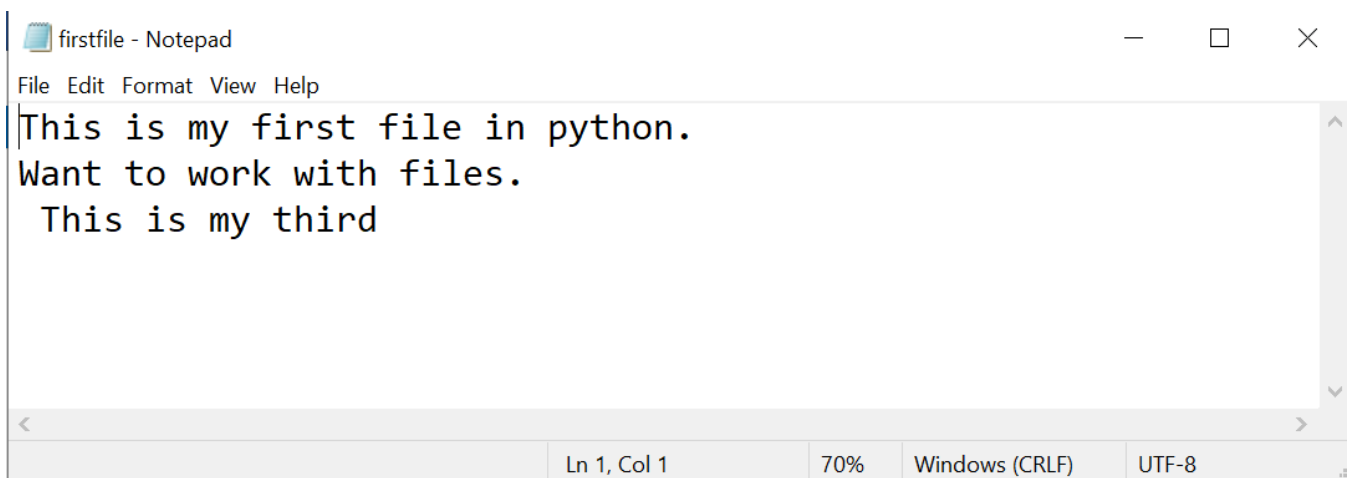 firstfile - Notepad
File Edit Format View Help
This is my first file in python.
Want to work with files.
 This is my third
Ln 1, Col 1 70% Windows (CRLF) UTF-8